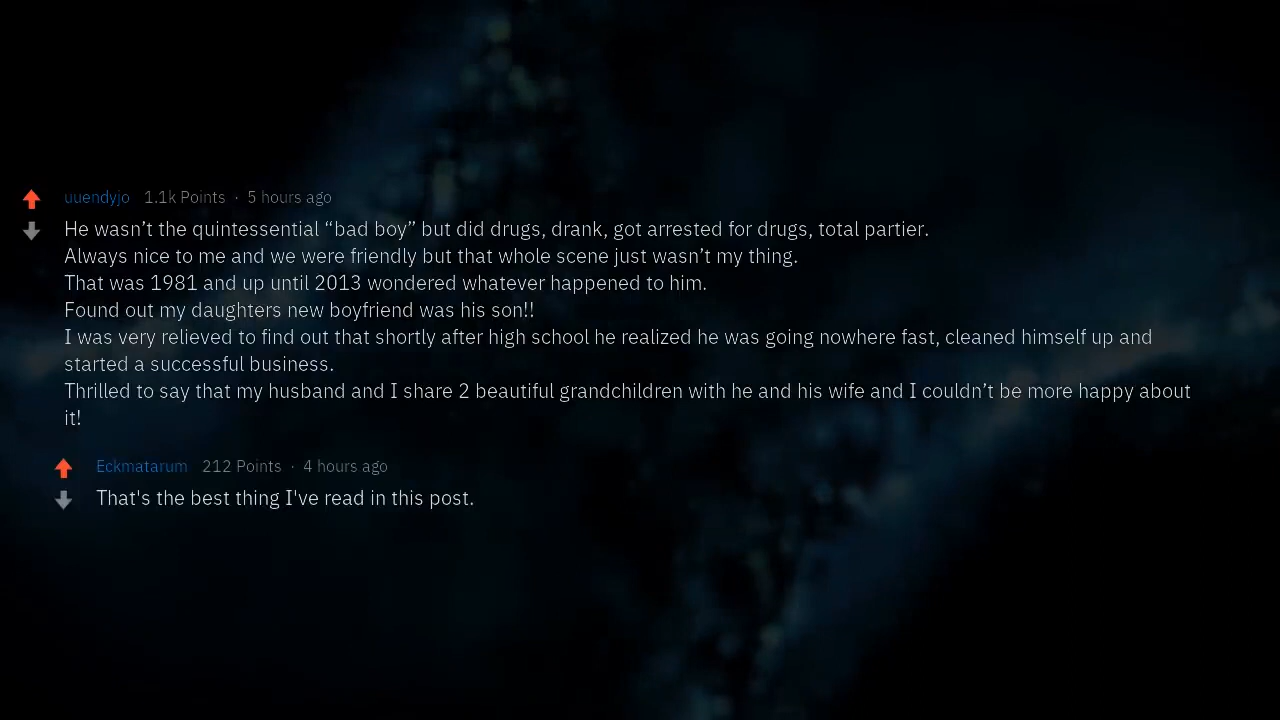 uuendyjo 1.1k Points · 5 hours ago
He wasn’t the quintessential “bad boy” but did drugs, drank, got arrested for drugs, total partier.
Always nice to me and we were friendly but that whole scene just wasn’t my thing.
That was 1981 and up until 2013 wondered whatever happened to him.
Found out my daughters new boyfriend was his son!!
I was very relieved to find out that shortly after high school he realized he was going nowhere fast, cleaned himself up and
started a successful business.
Thrilled to say that my husband and I share 2 beautiful grandchildren with he and his wife and I couldn’t be more happy about
it!
Eckmatarum 212 Points · 4 hours ago
That's the best thing I've read in this post.